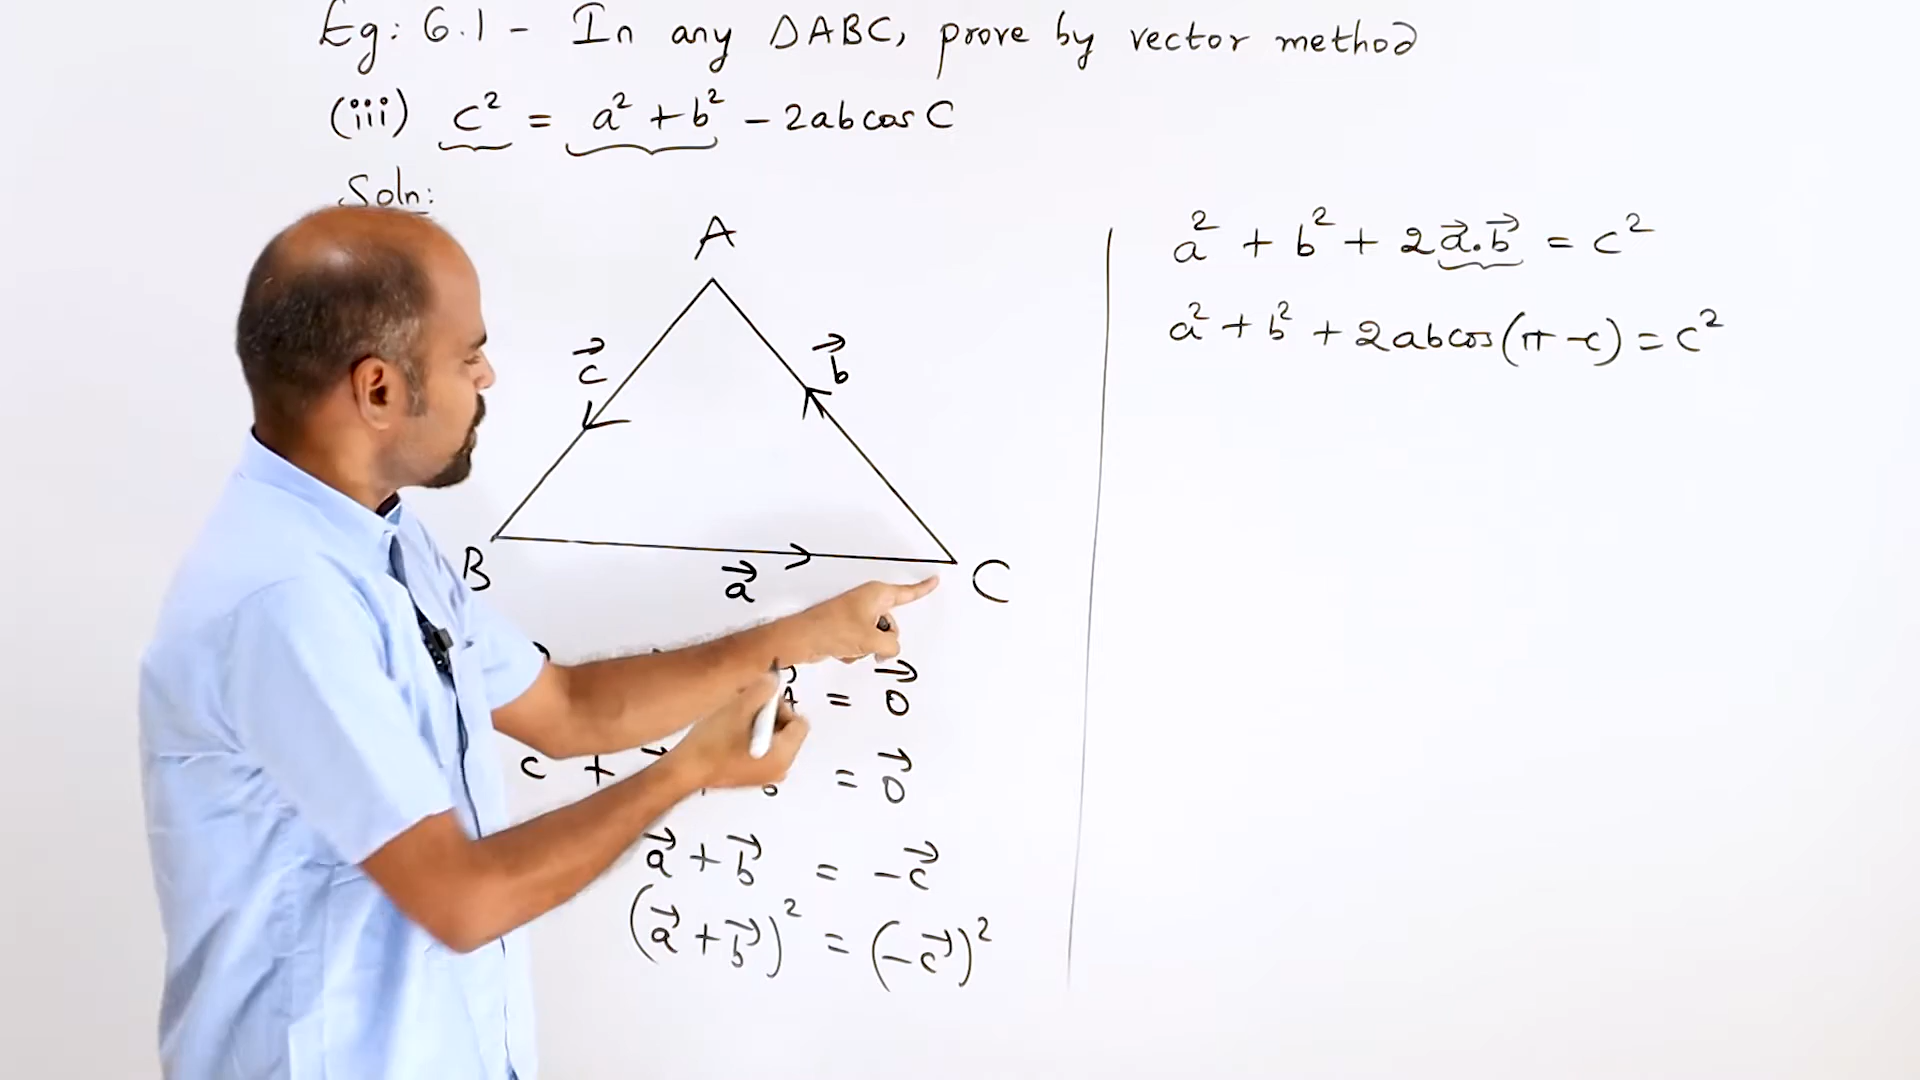 Eg: 6.1 - In any ΔABC, prove by vector method
(iii) c² = a² + b² - 2ab cos C
Soln:
A
c⃗
b⃗
B
a⃗
C
= 0⃗
c + = 0⃗
a⃗ + b⃗ = -c⃗
(a⃗ + b⃗)² = (-c⃗)²
a² + b² + 2a⃗.b⃗ = c²
a² + b² + 2ab cos(π - c) = c²